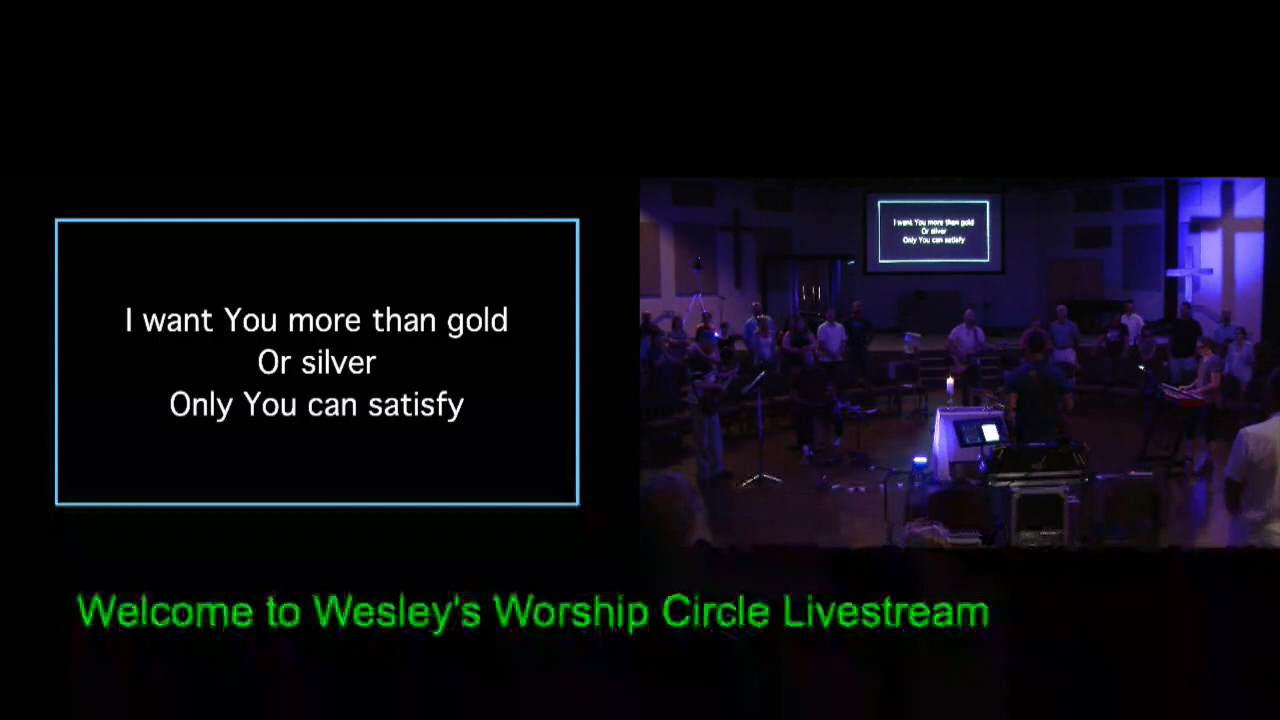 I want You more than gold
Or silver
Only You can satisfy
I want You more than gold
Or silver
Only You can satisfy
Welcome to Wesley's Worship Circle Livestream